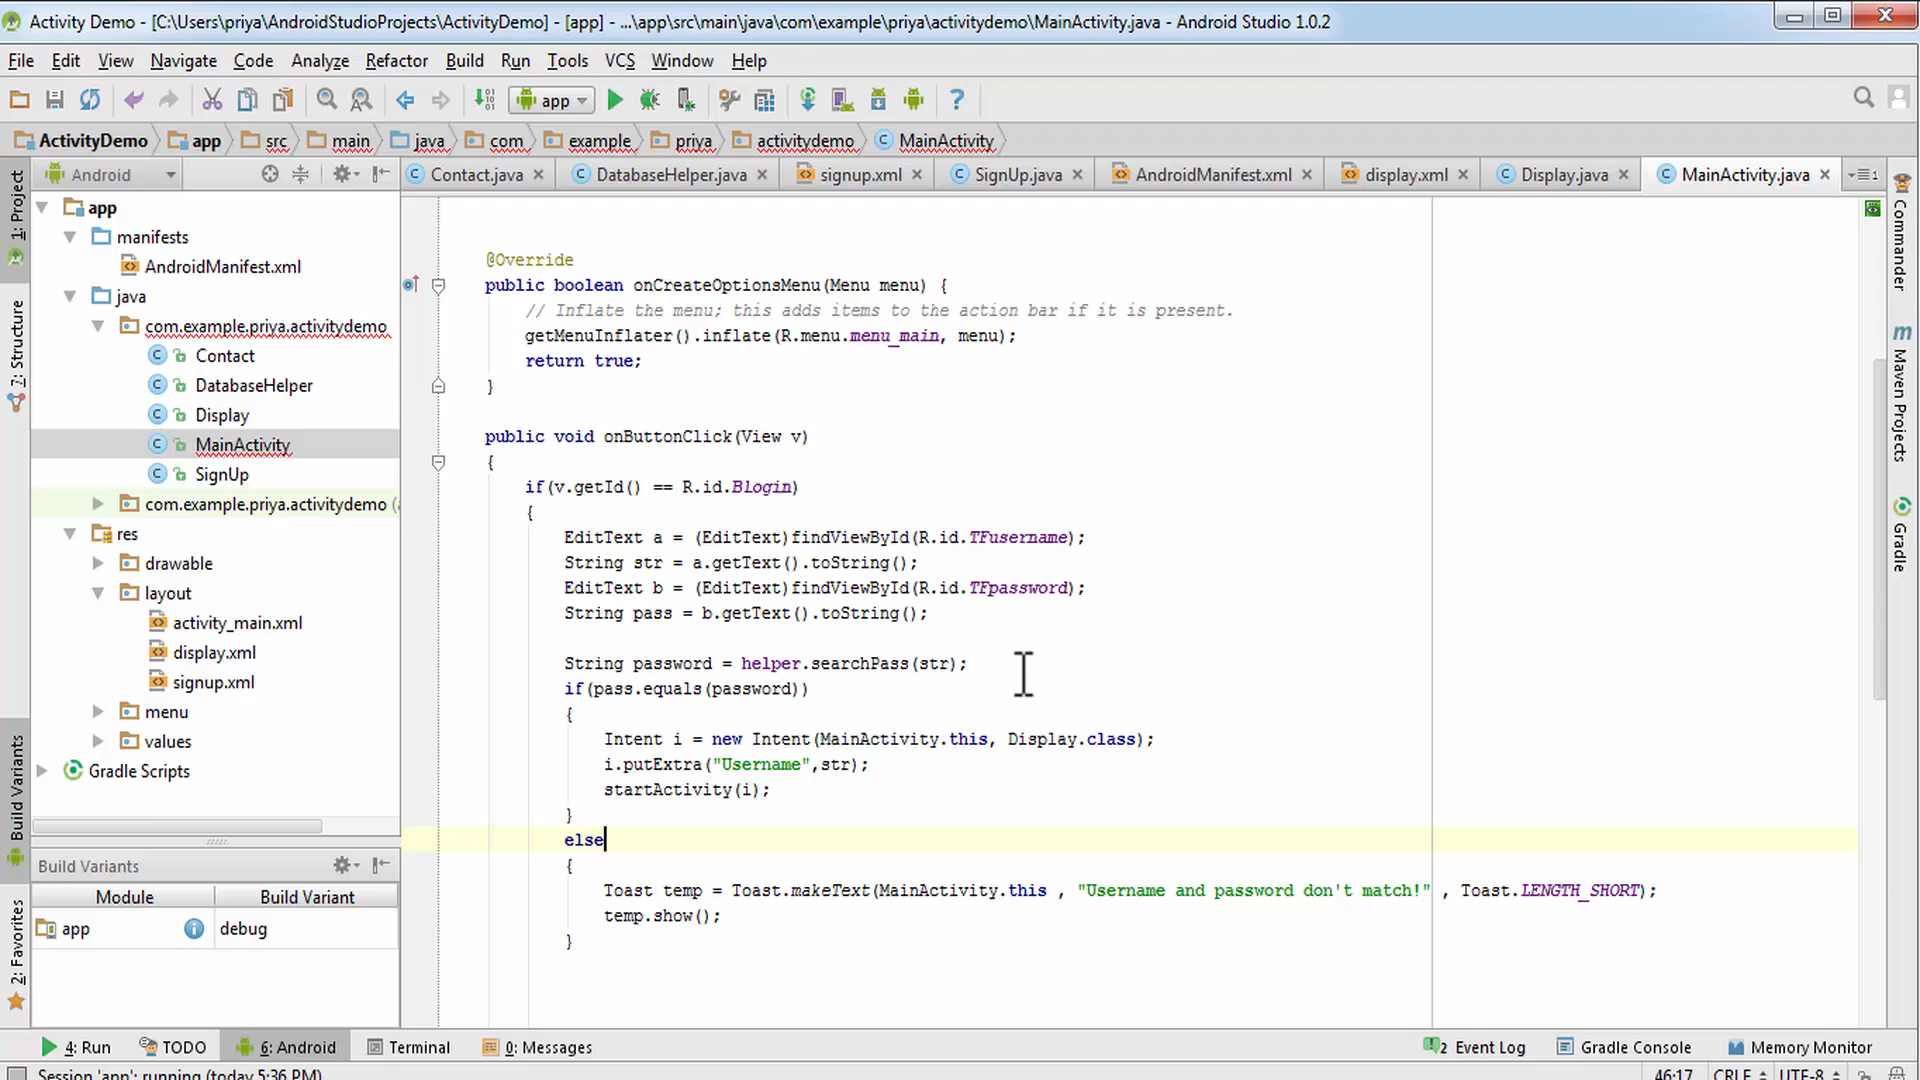 Activity Demo - [C:\Users\priya\AndroidStudioProjects\ActivityDemo] - [app] - ...\app\src\main\java\com\example\priya\activitydemo\MainActivity.java - Android Studio 1.0.2
File Edit View Navigate Code Analyze Refactor Build Run Tools VCS Window Help
app
ActivityDemo app src main java com example priya activitydemo MainActivity
1: Project
7: Structure
Build Variants
2: Favorites
Android
app
manifests
AndroidManifest.xml
java
com.example.priya.activitydemo
Contact
DatabaseHelper
Display
MainActivity
SignUp
com.example.priya.activitydemo (
res
drawable
layout
activity_main.xml
display.xml
signup.xml
menu
values
Gradle Scripts
Build Variants
Module Build Variant
app debug
Contact.java DatabaseHelper.java signup.xml SignUp.java AndroidManifest.xml display.xml Display.java MainActivity.java
@Override
public boolean onCreateOptionsMenu(Menu menu) {
// Inflate the menu; this adds items to the action bar if it is present.
getMenuInflater().inflate(R.menu.menu_main, menu);
return true;
}
public void onButtonClick(View v)
{
if(v.getId() == R.id.Blogin)
{
EditText a = (EditText)findViewById(R.id.TFusername);
String str = a.getText().toString();
EditText b = (EditText)findViewById(R.id.TFpassword);
String pass = b.getText().toString();
String password = helper.searchPass(str);
if(pass.equals(password))
{
Intent i = new Intent(MainActivity.this, Display.class);
i.putExtra("Username",str);
startActivity(i);
}
else
{
Toast temp = Toast.makeText(MainActivity.this , "Username and password don't match!" , Toast.LENGTH_SHORT);
temp.show();
}
Commander
Maven Projects
Gradle
4: Run TODO 6: Android Terminal 0: Messages 2 Event Log Gradle Console Memory Monitor
Session 'app': running (today 5:36 PM) 46:17 CRLF UTF-8